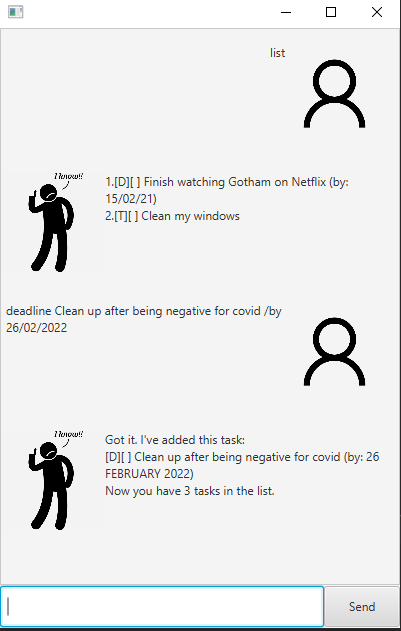 list
I know!!
1.[D][ ] Finish watching Gotham on Netflix (by:
15/02/21)
2.[T][ ] Clean my windows
deadline Clean up after being negative for covid /by
26/02/2022
I know!!
Got it. I've added this task:
[D][ ] Clean up after being negative for covid (by: 26
FEBRUARY 2022)
Now you have 3 tasks in the list.
Send